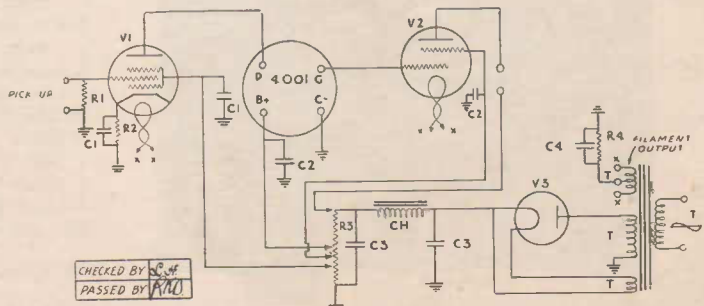 V1
V2
P 4001 G
B+ C-
PICK UP
R1
C1 R2
x x
C1
C2
x x
C2
R4
C4
FILAMENT
OUTPUT
x
T
x
V3
R3
CH
C3
C3
T
T
T
CHECKED BY
PASSED BY